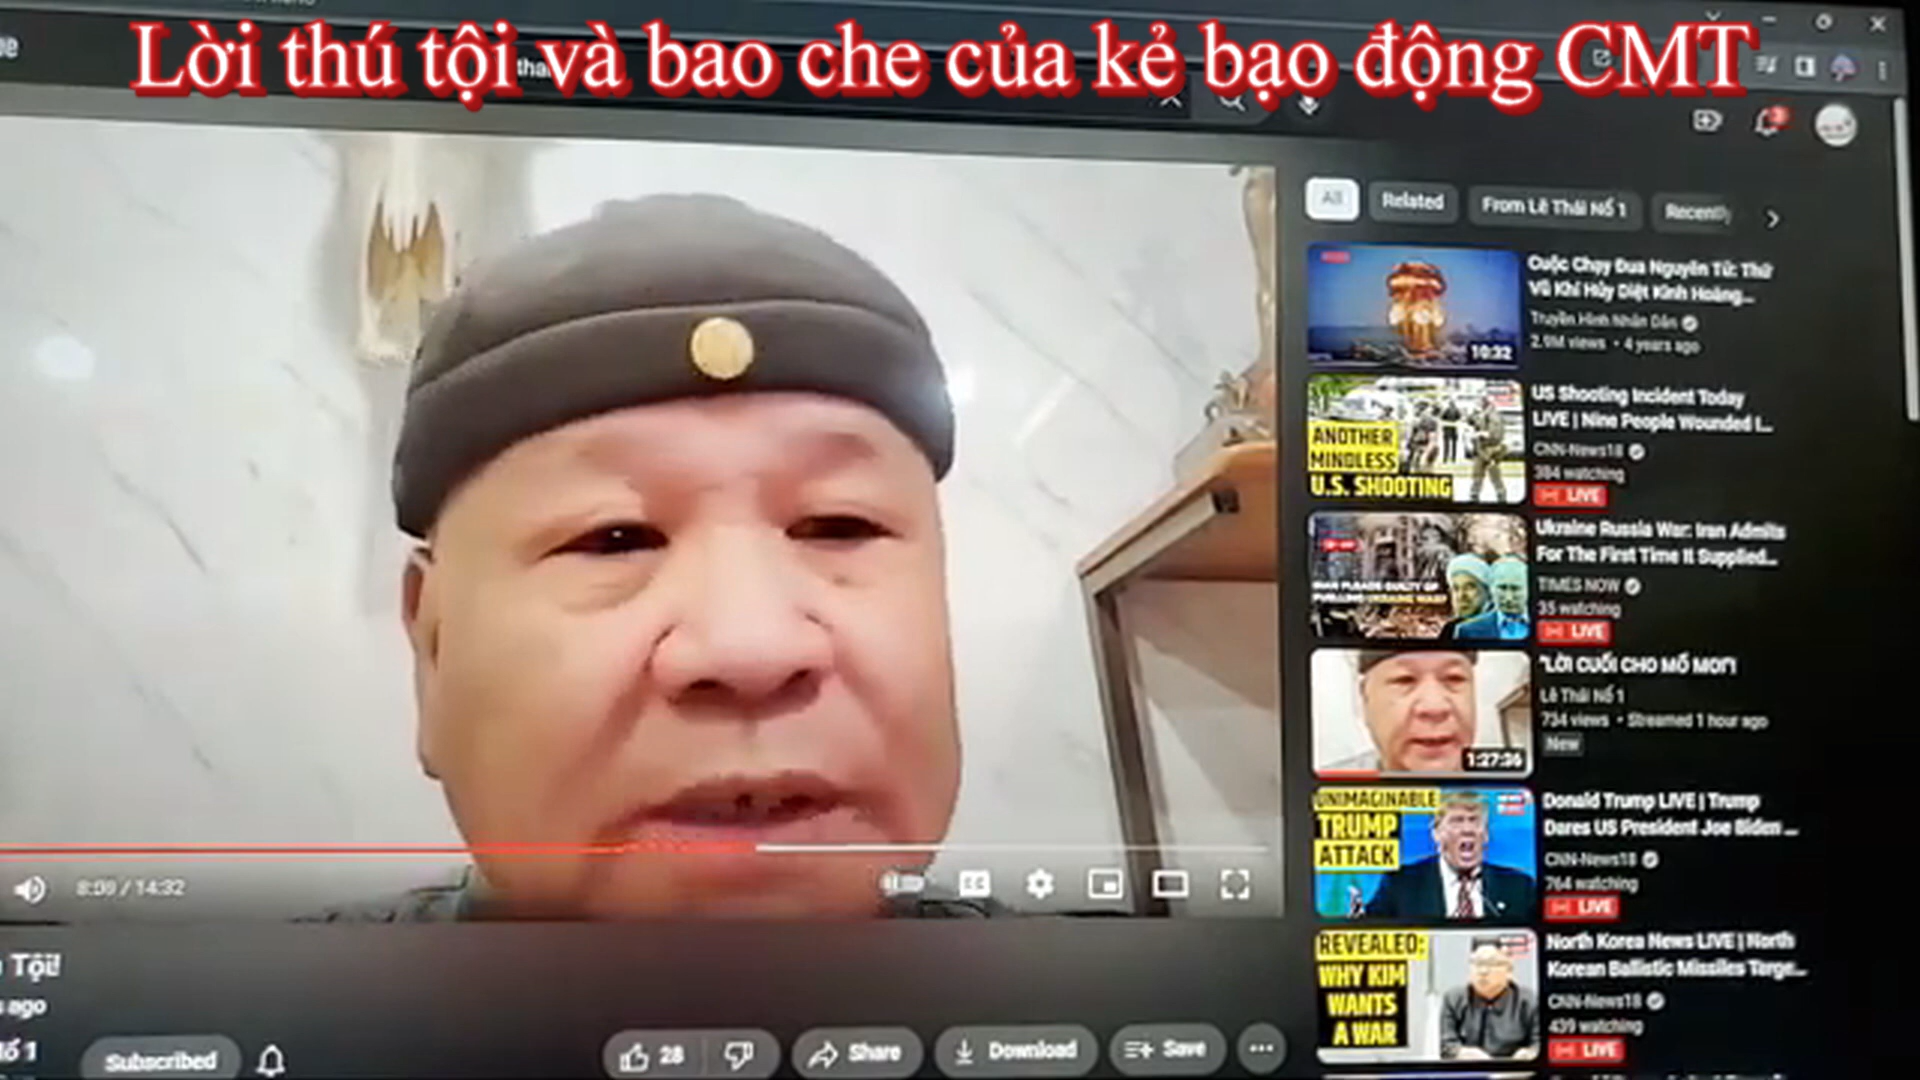 Lời thú tội và bao che của kẻ bạo động CMT
All
Related
From Lê Thái Nố 1
Recently
Cuộc Chạy Đua Nguyên Tử: Thứ
Vũ Khí Hủy Diệt Kinh Hoàng...
Truyền Hình Nhân Dân
2.9M views • 4 years ago
10:32
US Shooting Incident Today
LIVE | Nine People Wounded I...
CNN-News18
384 watching
LIVE
ANOTHER
MINDLESS
U.S. SHOOTING
Ukraine Russia War: Iran Admits
For The First Time It Supplied...
TIMES NOW
35 watching
LIVE
"LỜI CUỐI CHO MỐ MOI"!
Lê Thái Nố 1
734 views • Streamed 1 hour ago
New
1:27:36
UNIMAGINABLE
TRUMP
ATTACK
Donald Trump LIVE | Trump
Dares US President Joe Biden ...
CNN-News18
764 watching
LIVE
REVEALED:
WHY KIM
WANTS
A WAR
North Korea News LIVE | North
Korean Ballistic Missiles Targe...
CNN-News18
439 watching
LIVE
8:09 / 14:32
Tội!
ago
Subscribed
28
Share
Download
Save